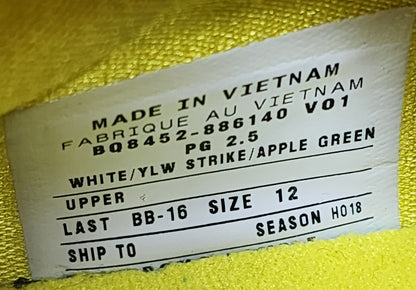 MADE IN VIETNAM
FABRIQUE AU VIETNAM
BQ8452-886140 V01
PG 2.5
WHITE/YLW STRIKE/APPLE GREEN
UPPER
LAST BB-16 SIZE 12
SHIP TO SEASON HO18